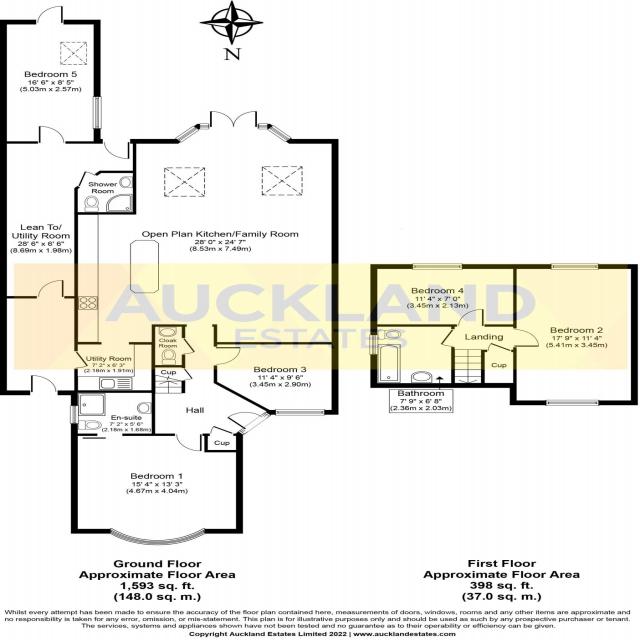 N
Bedroom 5
16' 6" x 8' 5"
(5.03m x 2.57m)
Shower
Room
Lean To/
Utility Room
28' 6" x 6' 6"
(8.69m x 1.98m)
Open Plan Kitchen/Family Room
28' 0" x 24' 7"
(8.53m x 7.49m)
AUCKLAND
ESTATES
Cloak
Room
Cup
Utility Room
7' 2" x 6' 3"
(2.18m x 1.91m)
Bedroom 3
11' 4" x 9' 6"
(3.45m x 2.90m)
En-suite
7' 2" x 5' 6"
(2.18m x 1.68m)
Hall
Cup
Bedroom 1
15' 4" x 13' 3"
(4.67m x 4.04m)
Bedroom 4
11' 4" x 7' 0"
(3.45m x 2.13m)
Landing
Bedroom 2
17' 9" x 11' 4"
(5.41m x 3.45m)
Cup
Bathroom
7' 9" x 6' 8"
(2.36m x 2.03m)
Ground Floor
Approximate Floor Area
1,593 sq. ft.
(148.0 sq. m.)
First Floor
Approximate Floor Area
398 sq. ft.
(37.0 sq. m.)
Whilst every attempt has been made to ensure the accuracy of the floor plan contained here, measurements of doors, windows, rooms and any other items are approximate and
no responsibility is taken for any error, omission, or mis-statement. This plan is for illustrative purposes only and should be used as such by any prospective purchaser or tenant.
The services, systems and appliances shown have not been tested and no guarantee as to their operability or efficiency can be given.
Copyright Auckland Estates Limited 2022 | www.aucklandestates.com